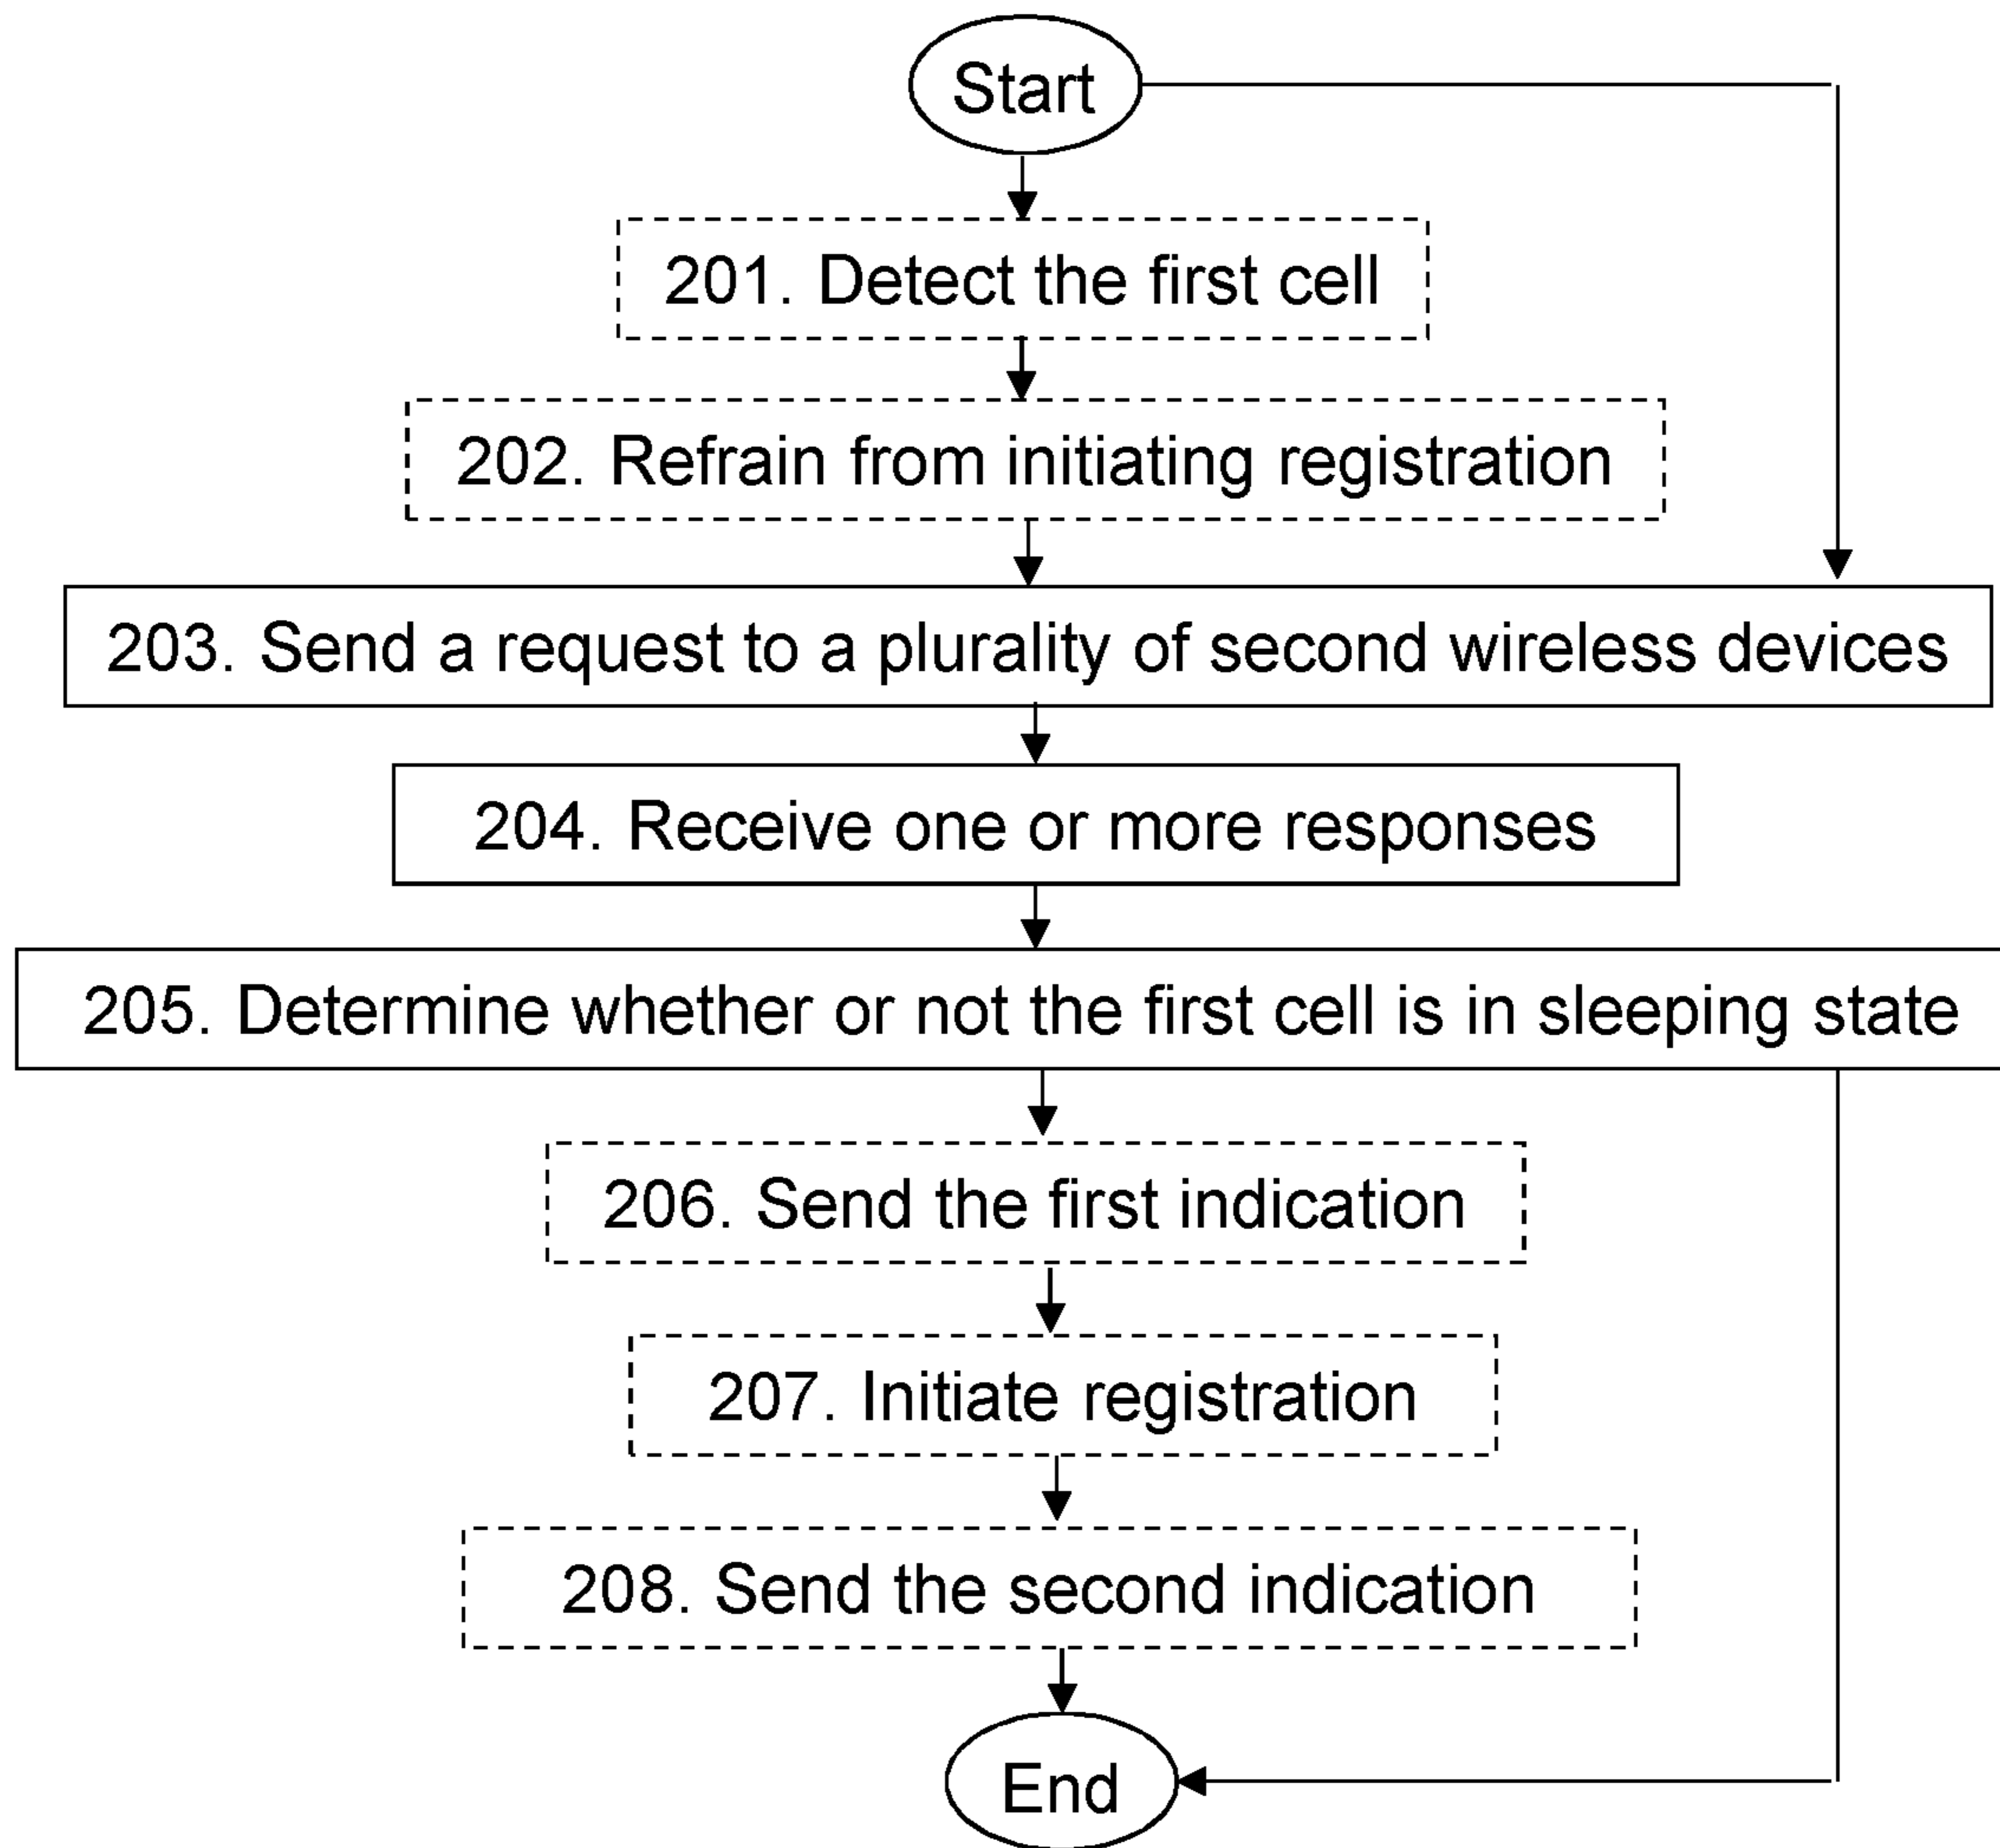 Start
201. Detect the first cell
202. Refrain from initiating registration
203. Send a request to a plurality of second wireless devices
204. Receive one or more responses
205. Determine whether or not the first cell is in sleeping state
206. Send the first indication
207. Initiate registration
208. Send the second indication
End